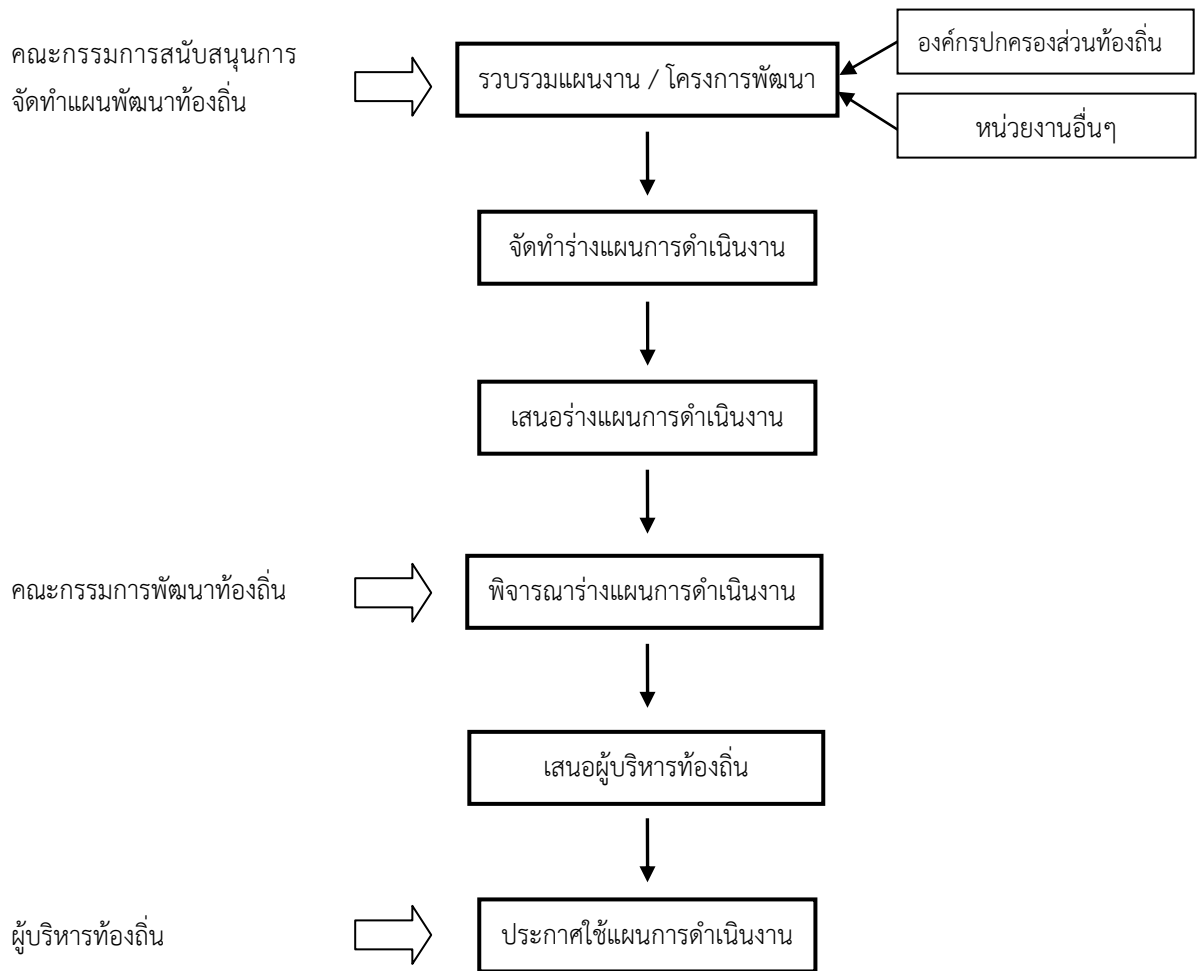 คณะกรรมการสนับสนุนการ
จัดทำแผนพัฒนาท้องถิ่น
รวบรวมแผนงาน / โครงการพัฒนา
องค์กรปกครองส่วนท้องถิ่น
หน่วยงานอื่นๆ
จัดทำร่างแผนการดำเนินงาน
เสนอร่างแผนการดำเนินงาน
คณะกรรมการพัฒนาท้องถิ่น
พิจารณาร่างแผนการดำเนินงาน
เสนอผู้บริหารท้องถิ่น
ผู้บริหารท้องถิ่น
ประกาศใช้แผนการดำเนินงาน